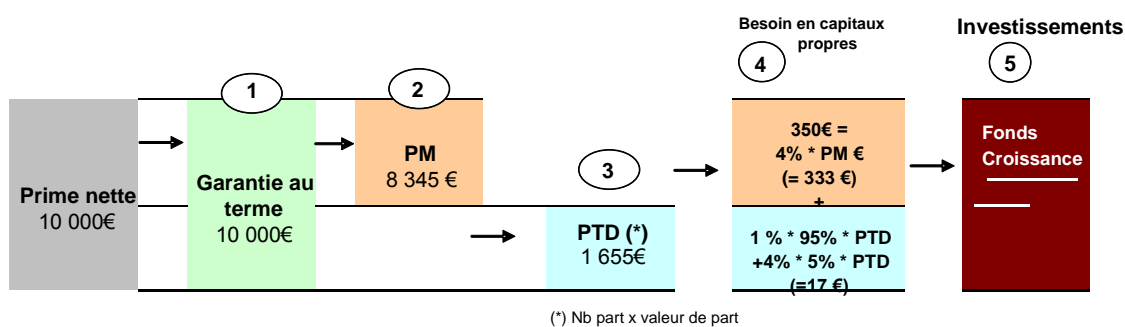 Besoin en capitaux
propres
Investissements
1
2
3
4
5
Prime nette
10 000€
Garantie au
terme
10 000€
PM
8 345 €
PTD (*)
1 655€
350€ =
4% * PM €
(= 333 €)
+
1 % * 95% * PTD
+4% * 5% * PTD
(=17 €)
Fonds
Croissance
(*) Nb part x valeur de part